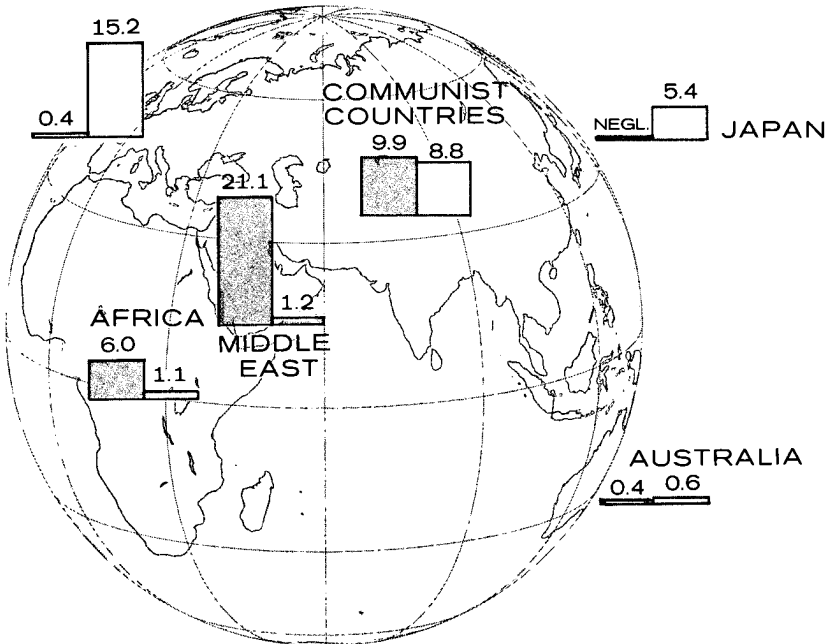 15.2
0.4
COMMUNIST
COUNTRIES
9.9 8.8
5.4
NEGL.
JAPAN
21.1
1.2
MIDDLE
EAST
AFRICA
6.0
1.1
AUSTRALIA
0.4 0.6